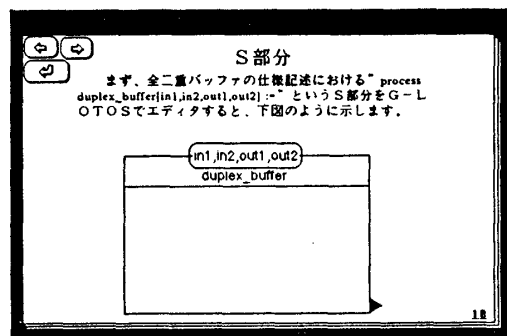 S部分
まず、全二重バッファの仕様記述における" process
duplex_buffer[in1,in2,out1,out2] :=" というS部分をG-L
OTOSでエディタすると、下図のように示します。
in1,in2,out1,out2
duplex_buffer
18